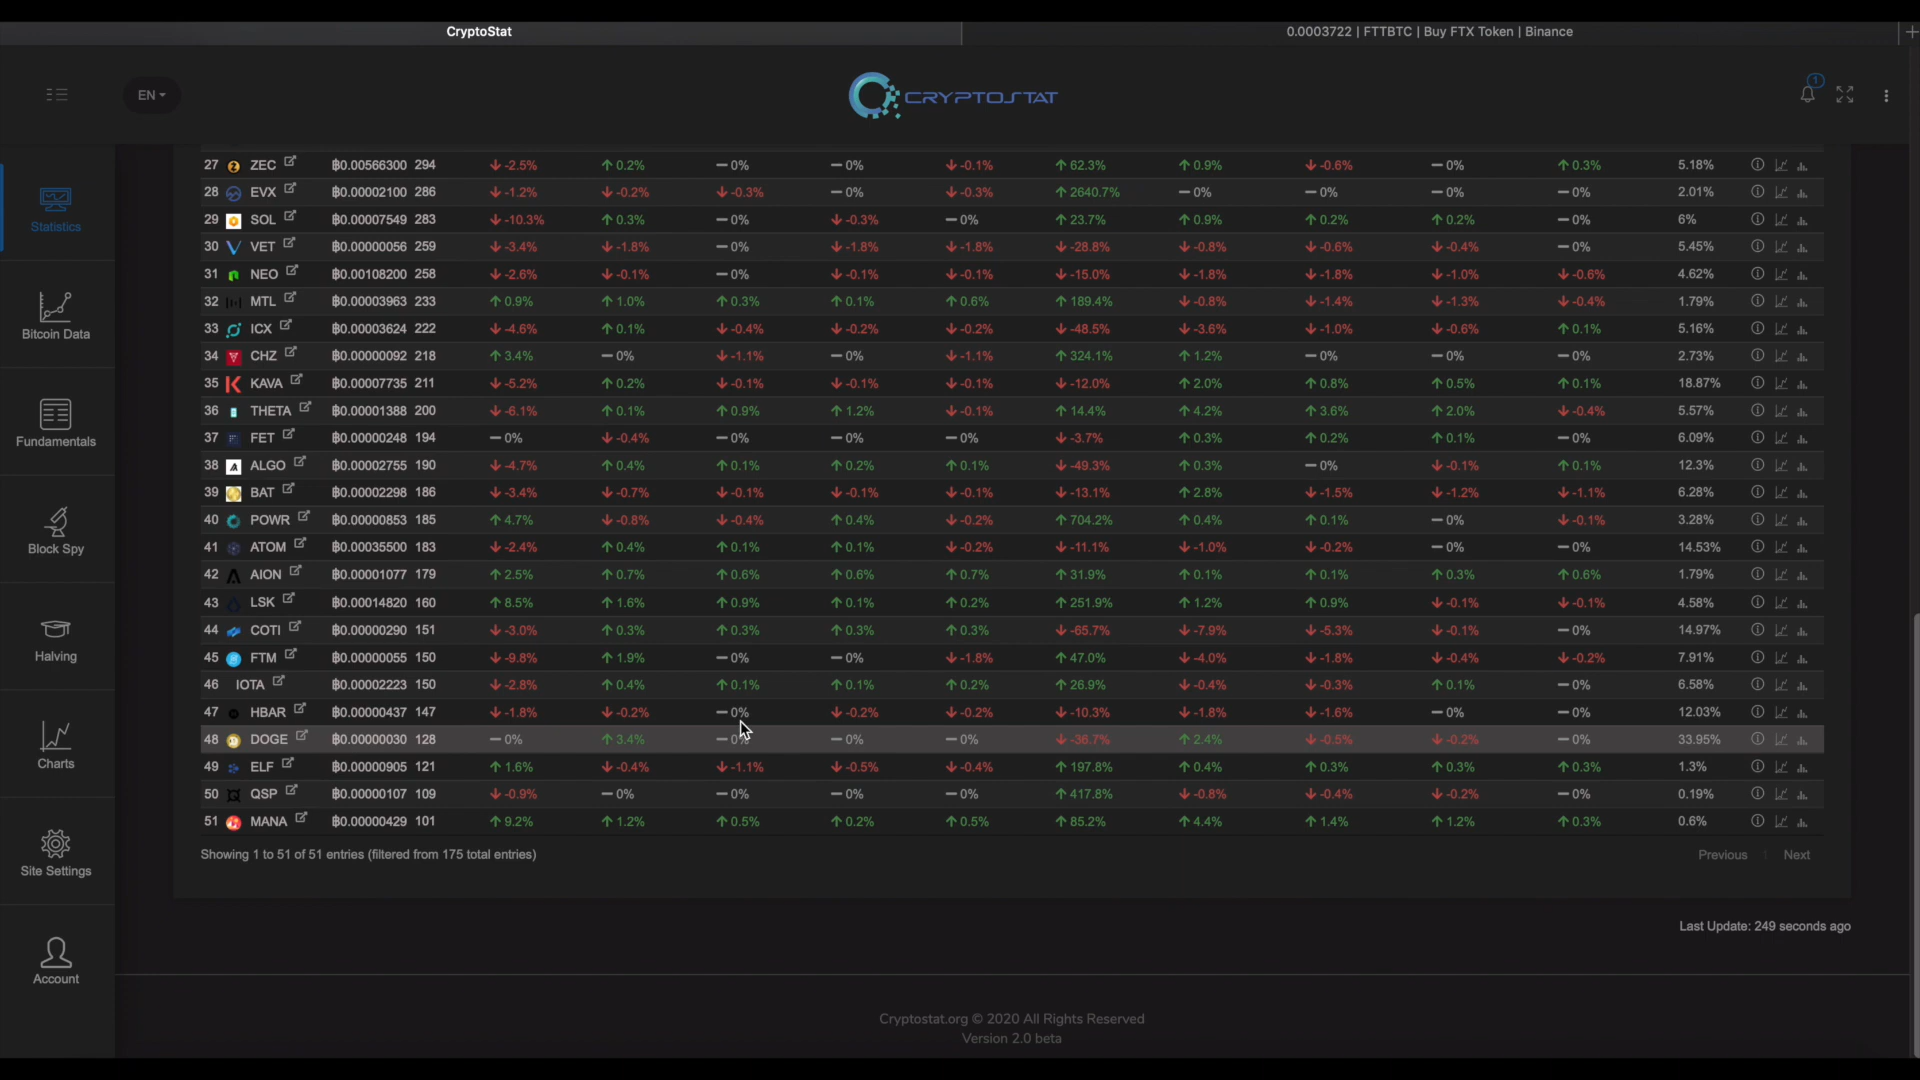 CryptoStat
0.0003722 | FTTBTC | Buy FTX Token | Binance
EN
CRYPTOSTAT
1
Statistics
Bitcoin Data
Fundamentals
Block Spy
Halving
Charts
Site Settings
Account
27 ZEC ฿0.00566300 294 -2.5% 0.2% 0% 0% -0.1% 62.3% 0.9% -0.6% 0% 0.3% 5.18%
28 EVX ฿0.00002100 286 -1.2% -0.2% -0.3% 0% -0.3% 2640.7% 0% 0% 0% 0% 2.01%
29 SOL ฿0.00007549 283 -10.3% 0.3% 0% -0.3% 0% 23.7% 0.9% 0.2% 0.2% 0% 6%
30 VET ฿0.00000056 259 -3.4% -1.8% 0% -1.8% -1.8% -28.8% -0.8% -0.6% -0.4% 0% 5.45%
31 NEO ฿0.00108200 258 -2.6% -0.1% 0% -0.1% -0.1% -15.0% -1.8% -1.8% -1.0% -0.6% 4.62%
32 MTL ฿0.00003963 233 0.9% 1.0% 0.3% 0.1% 0.6% 189.4% -0.8% -1.4% -1.3% -0.4% 1.79%
33 ICX ฿0.00003624 222 -4.6% 0.1% -0.4% -0.2% -0.2% -48.5% -3.6% -1.0% -0.6% 0.1% 5.16%
34 CHZ ฿0.00000092 218 3.4% 0% -1.1% 0% -1.1% 324.1% 1.2% 0% 0% 0% 2.73%
35 KAVA ฿0.00007735 211 -5.2% 0.2% -0.1% -0.1% -0.1% -12.0% 2.0% 0.8% 0.5% 0.1% 18.87%
36 THETA ฿0.00001388 200 -6.1% 0.1% 0.9% 1.2% -0.1% 14.4% 4.2% 3.6% 2.0% -0.4% 5.57%
37 FET ฿0.00000248 194 0% -0.4% 0% 0% 0% -3.7% 0.3% 0.2% 0.1% 0% 6.09%
38 ALGO ฿0.00002755 190 -4.7% 0.4% 0.1% 0.2% 0.1% -49.3% 0.3% 0% -0.1% 0.1% 12.3%
39 BAT ฿0.00002298 186 -3.4% -0.7% -0.1% -0.1% -0.1% -13.1% 2.8% -1.5% -1.2% -1.1% 6.28%
40 POWR ฿0.00000853 185 4.7% -0.8% -0.4% 0.4% -0.2% 704.2% 0.4% 0.1% 0% -0.1% 3.28%
41 ATOM ฿0.00035500 183 -2.4% 0.4% 0.1% 0.1% -0.2% -11.1% -1.0% -0.2% 0% 0% 14.53%
42 AION ฿0.00001077 179 2.5% 0.7% 0.6% 0.6% 0.7% 31.9% 0.1% 0.1% 0.3% 0.6% 1.79%
43 LSK ฿0.00014820 160 8.5% 1.6% 0.9% 0.1% 0.2% 251.9% 1.2% 0.9% -0.1% -0.1% 4.58%
44 COTI ฿0.00000290 151 -3.0% 0.3% 0.3% 0.3% 0.3% -65.7% -7.9% -5.3% -0.1% 0% 14.97%
45 FTM ฿0.00000055 150 -9.8% 1.9% 0% 0% -1.8% 47.0% -4.0% -1.8% -0.4% -0.2% 7.91%
46 IOTA ฿0.00002223 150 -2.8% 0.4% 0.1% 0.1% 0.2% 26.9% -0.4% -0.3% 0.1% 0% 6.58%
47 HBAR ฿0.00000437 147 -1.8% -0.2% 0% -0.2% -0.2% -10.3% -1.8% -1.6% 0% 0% 12.03%
48 DOGE ฿0.00000030 128 0% 3.4% 0% 0% 0% -36.7% 2.4% -0.5% -0.2% 0% 33.95%
49 ELF ฿0.00000905 121 1.6% -0.4% -1.1% -0.5% -0.4% 197.8% 0.4% 0.3% 0.3% 0.3% 1.3%
50 QSP ฿0.00000107 109 -0.9% 0% 0% 0% 0% 417.8% -0.8% -0.4% -0.2% 0% 0.19%
51 MANA ฿0.00000429 101 9.2% 1.2% 0.5% 0.2% 0.5% 85.2% 4.4% 1.4% 1.2% 0.3% 0.6%
Showing 1 to 51 of 51 entries (filtered from 175 total entries)
Previous 1 Next
Last Update: 249 seconds ago
Cryptostat.org © 2020 All Rights Reserved
Version 2.0 beta